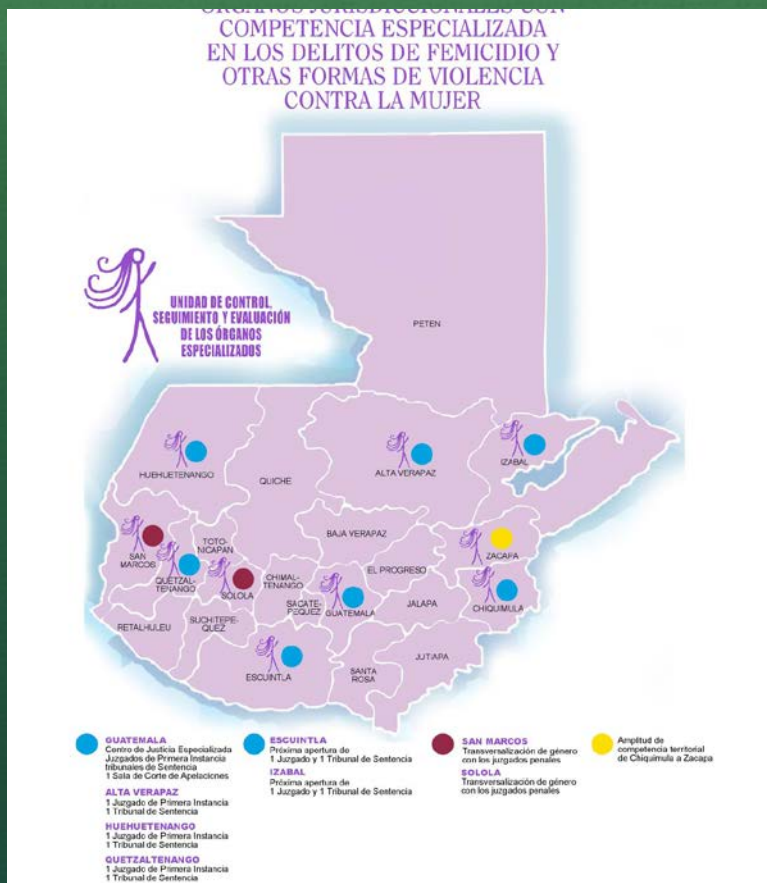 ÓRGANOS JURISDICCIONALES CON
COMPETENCIA ESPECIALIZADA
EN LOS DELITOS DE FEMICIDIO Y
OTRAS FORMAS DE VIOLENCIA
CONTRA LA MUJER
UNIDAD DE CONTROL,
SEGUIMIENTO Y EVALUACIÓN
DE LOS ÓRGANOS
ESPECIALIZADOS
PETEN
HUEHUETENANGO
QUICHE
ALTA VERAPAZ
IZABAL
SAN
MARCOS
TOTO-
NICAPAN
QUETZAL-
TENANGO
SOLOLA
CHIMAL-
TENANGO
BAJA VERAPAZ
EL PROGRESO
ZACAPA
SACATE-
PEQUEZ
GUATEMALA
JALAPA
CHIQUIMULA
RETALHULEU
SUCHITEPE-
QUEZ
ESCUINTLA
SANTA
ROSA
JUTIAPA
GUATEMALA
Centro de Justicia Especializada
Juzgados de Primera Instancia
tribunales de Sentencia
1 Sala de Corte de Apelaciones
ALTA VERAPAZ
1 Juzgado de Primera Instancia
1 Tribunal de Sentencia
HUEHUETENANGO
1 Juzgado de Primera Instancia
1 Tribunal de Sentencia
QUETZALTENANGO
1 Juzgado de Primera Instancia
1 Tribunal de Sentencia
ESCUINTLA
Próxima apertura de
1 Juzgado y 1 Tribunal de Sentencia
IZABAL
Próxima apertura de
1 Juzgado y 1 Tribunal de Sentencia
SAN MARCOS
Transversalización de género
con los juzgados penales
SOLOLA
Transversalización de género
con los juzgados penales
Amplitud de
competencia territorial
de Chiquimula a Zacapa